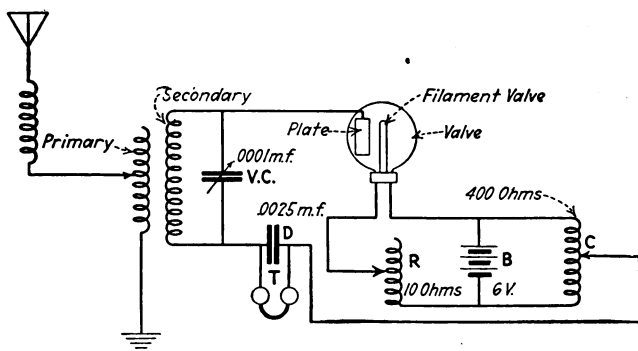 Secondary
Primary
.0001m.f.
V.C.
.0025 m.f.
D
T
Plate
Filament Valve
Valve
400 Ohms
R
10 Ohms
B
6 V.
C